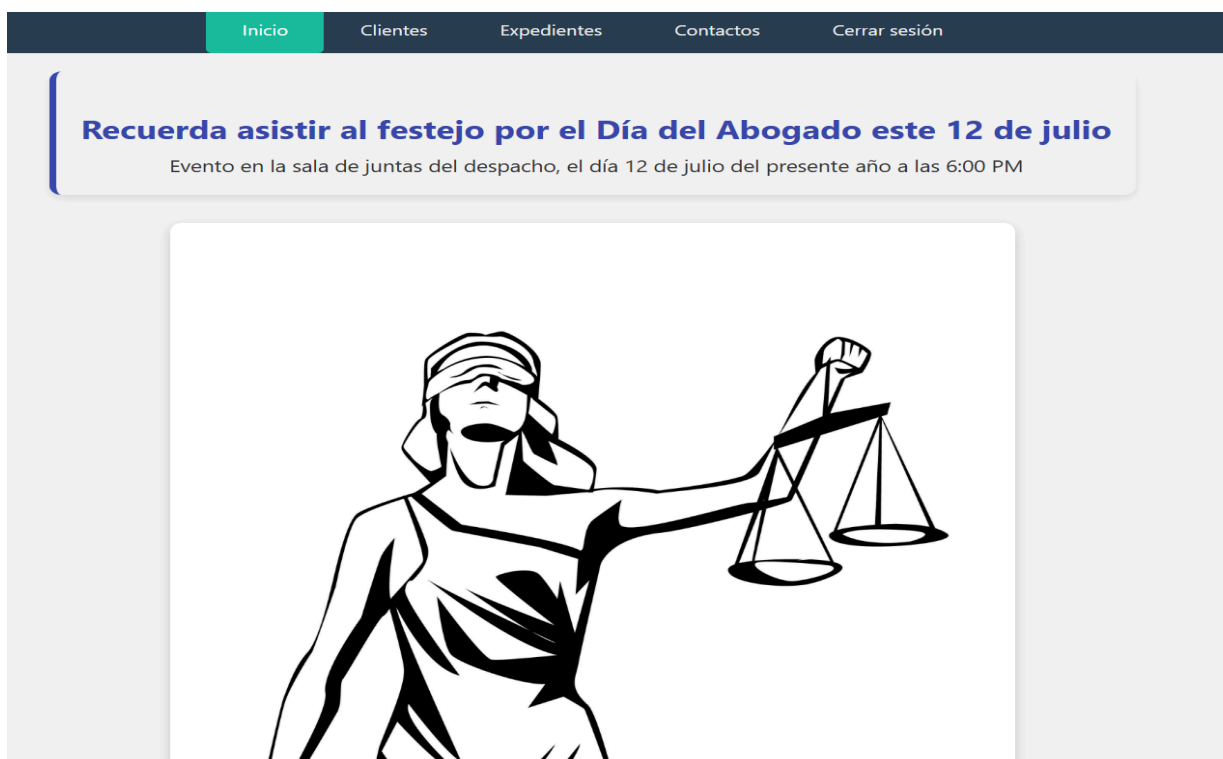 Inicio Clientes Expedientes Contactos Cerrar sesión
Recuerda asistir al festejo por el Día del Abogado este 12 de julio
Evento en la sala de juntas del despacho, el día 12 de julio del presente año a las 6:00 PM